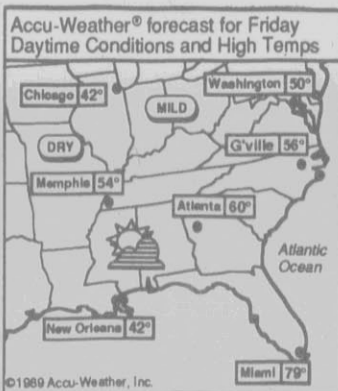 Accu-Weather® forecast for Friday
Daytime Conditions and High Temps
Washington 50°
Chicago 42°
MILD
DRY
G'ville 56°
Memphis 54°
Atlanta 60°
Atlantic
Ocean
New Orleans 42°
Miami 79°
©1989 Accu-Weather, Inc.